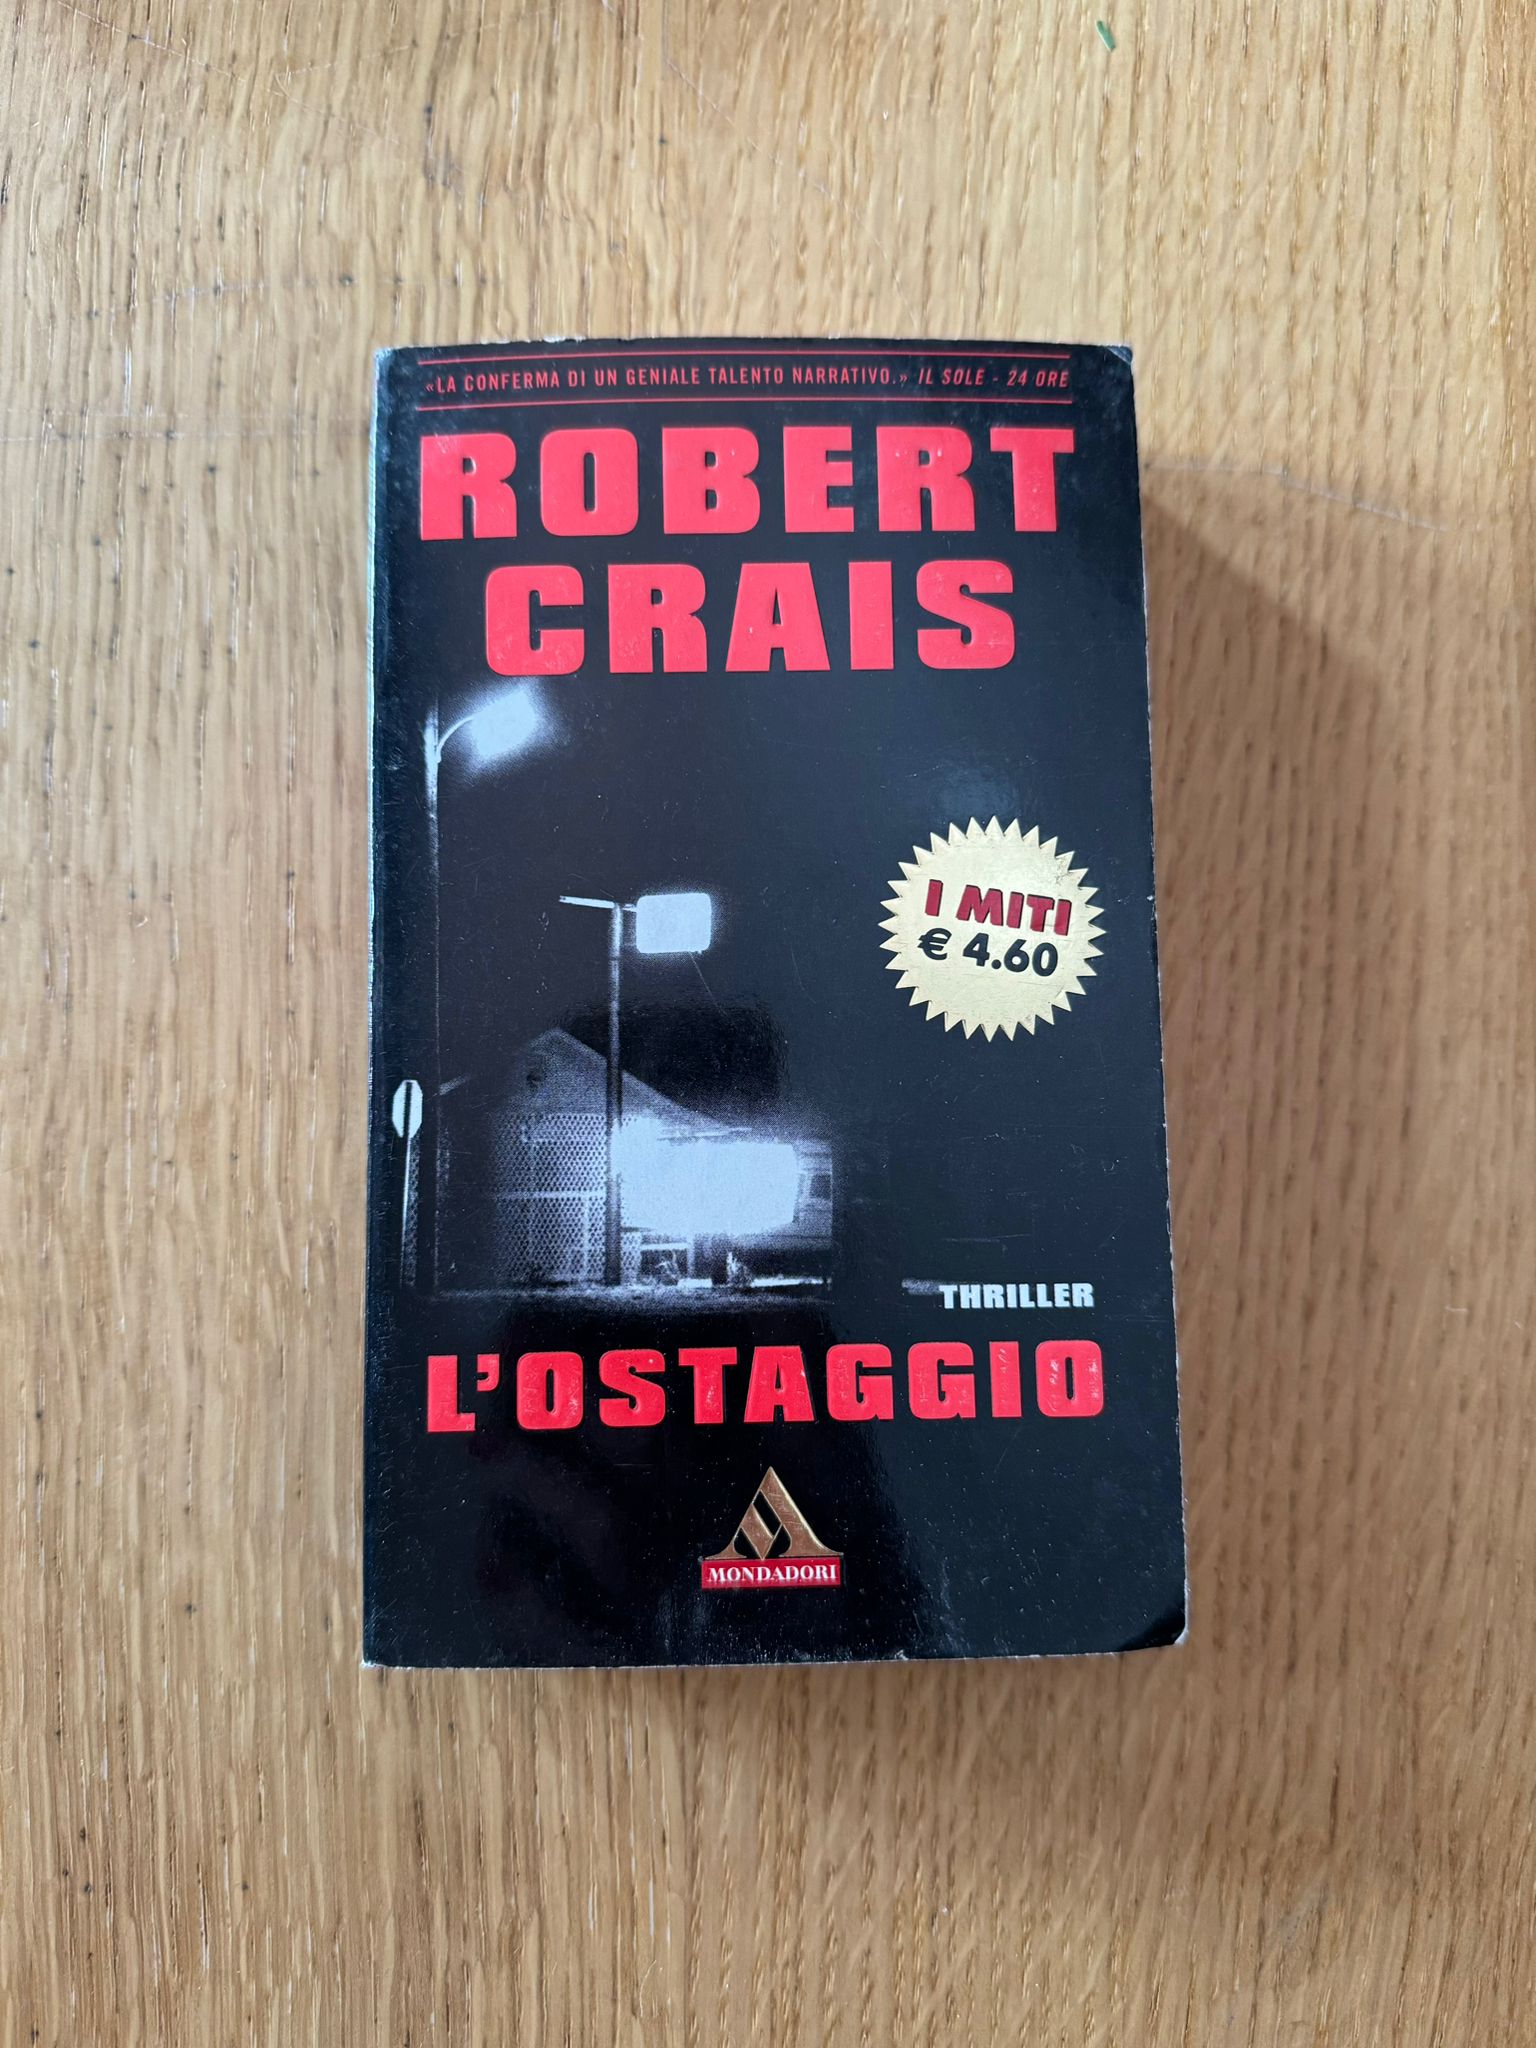 «LA CONFERMA DI UN GENIALE TALENTO NARRATIVO.» IL SOLE - 24 ORE
ROBERT
CRAIS
I MITI
€ 4.60
THRILLER
L'OSTAGGIO
MONDADORI